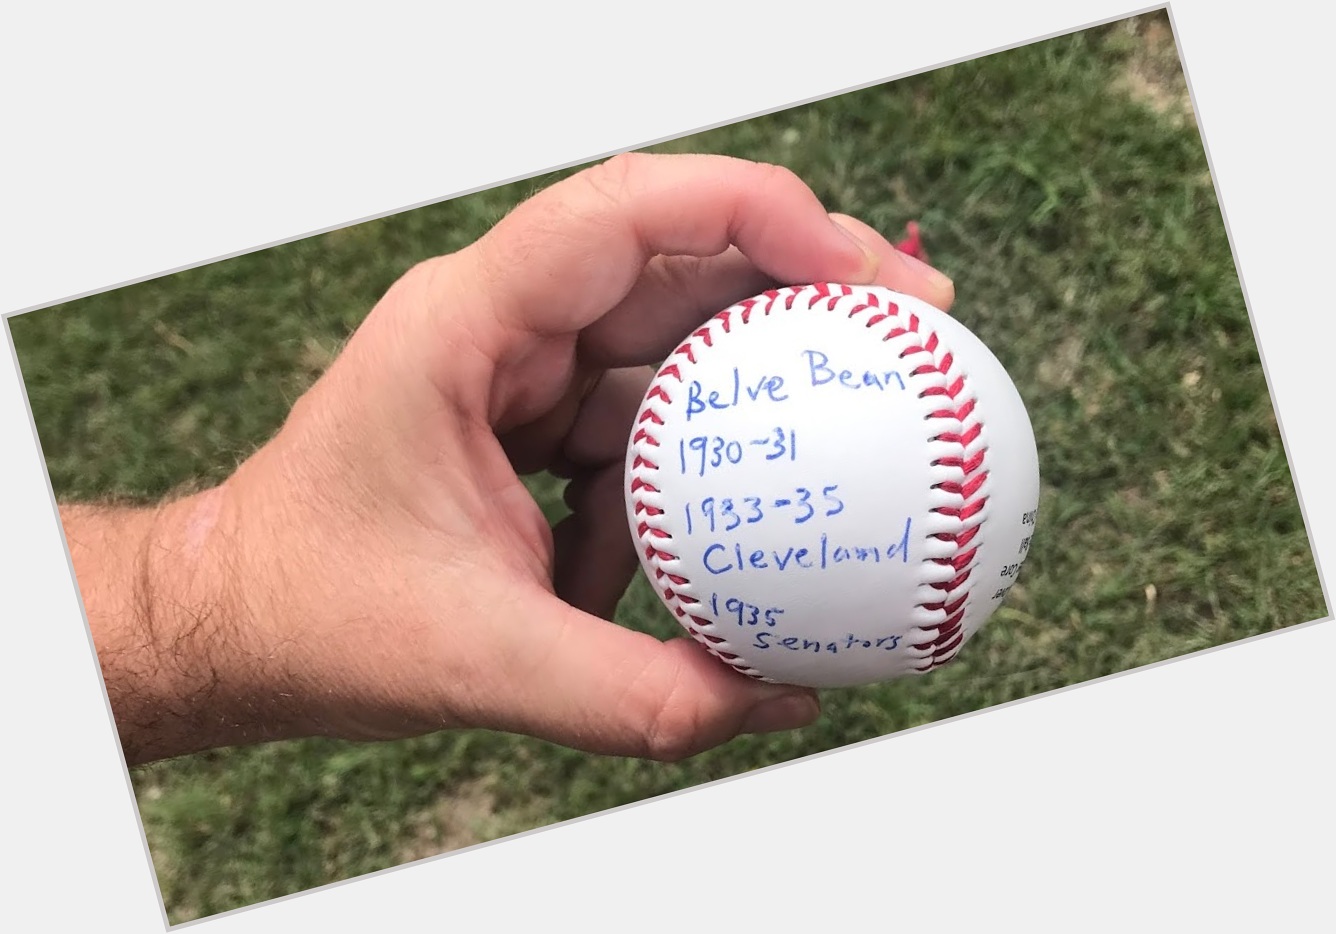 Belve Bean
1930-31
1933-35
Cleveland
1935
Senators